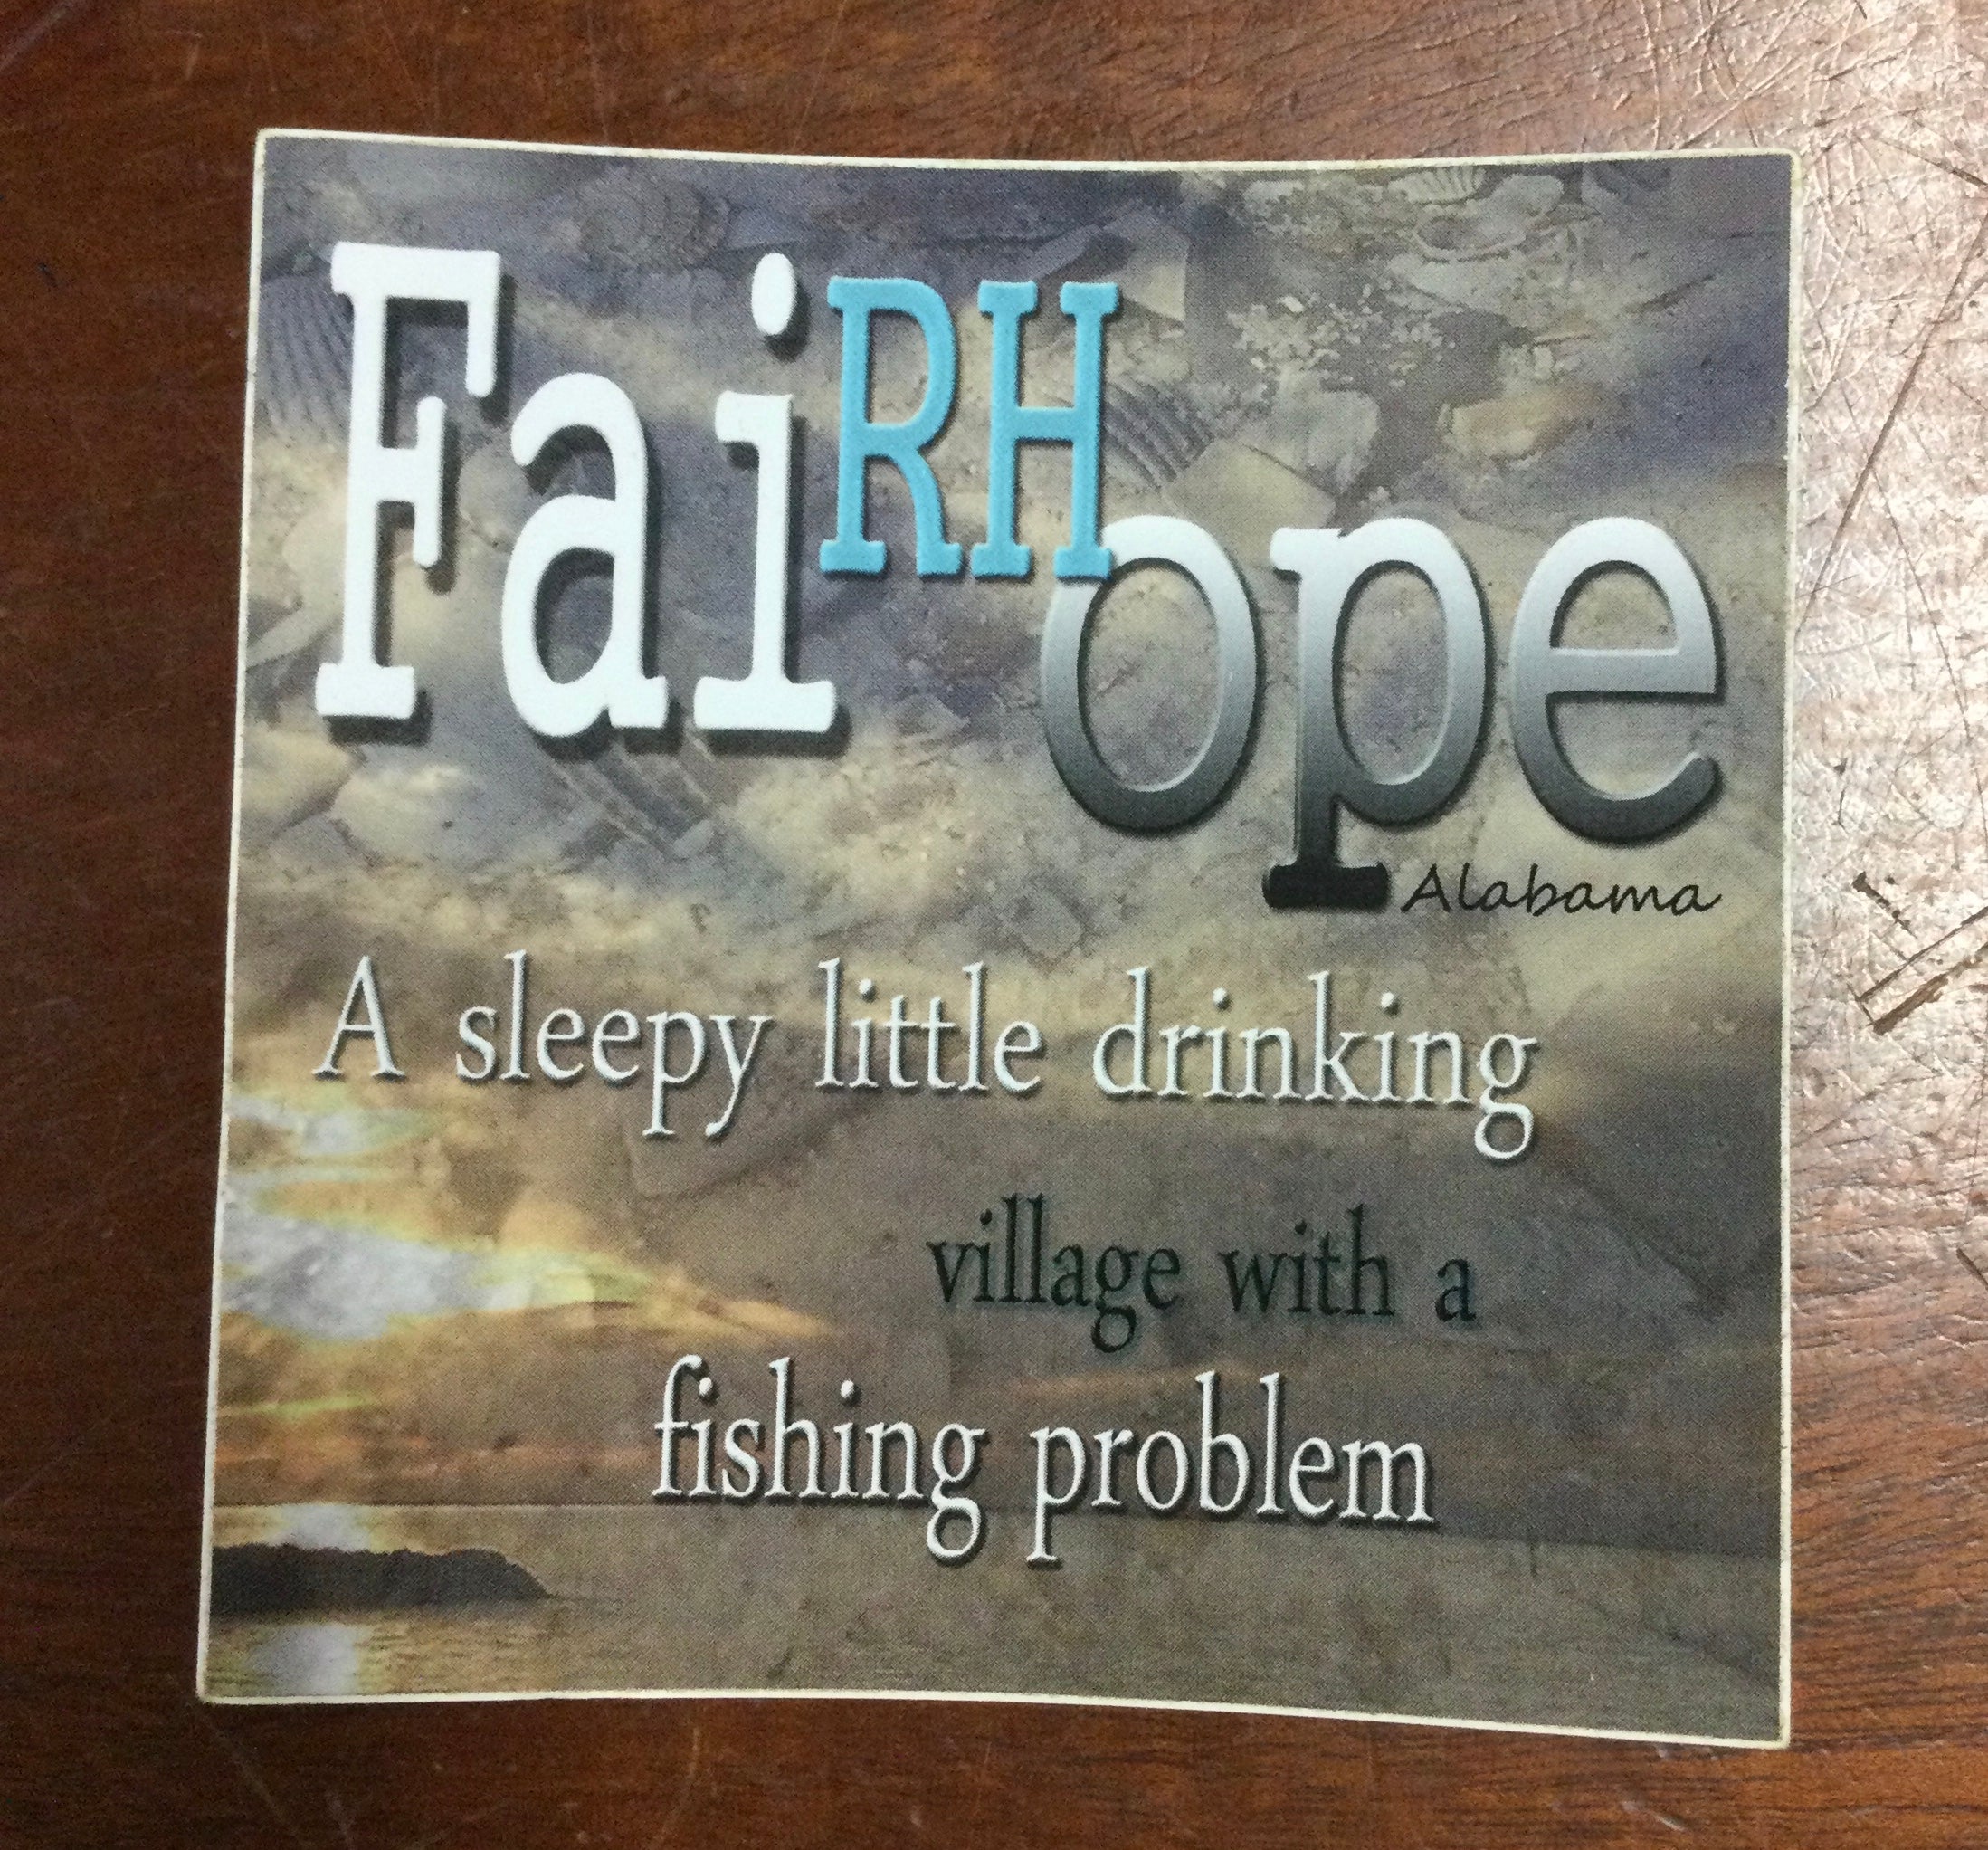 FaiRHope
Alabama
A sleepy little drinking
village with a
fishing problem